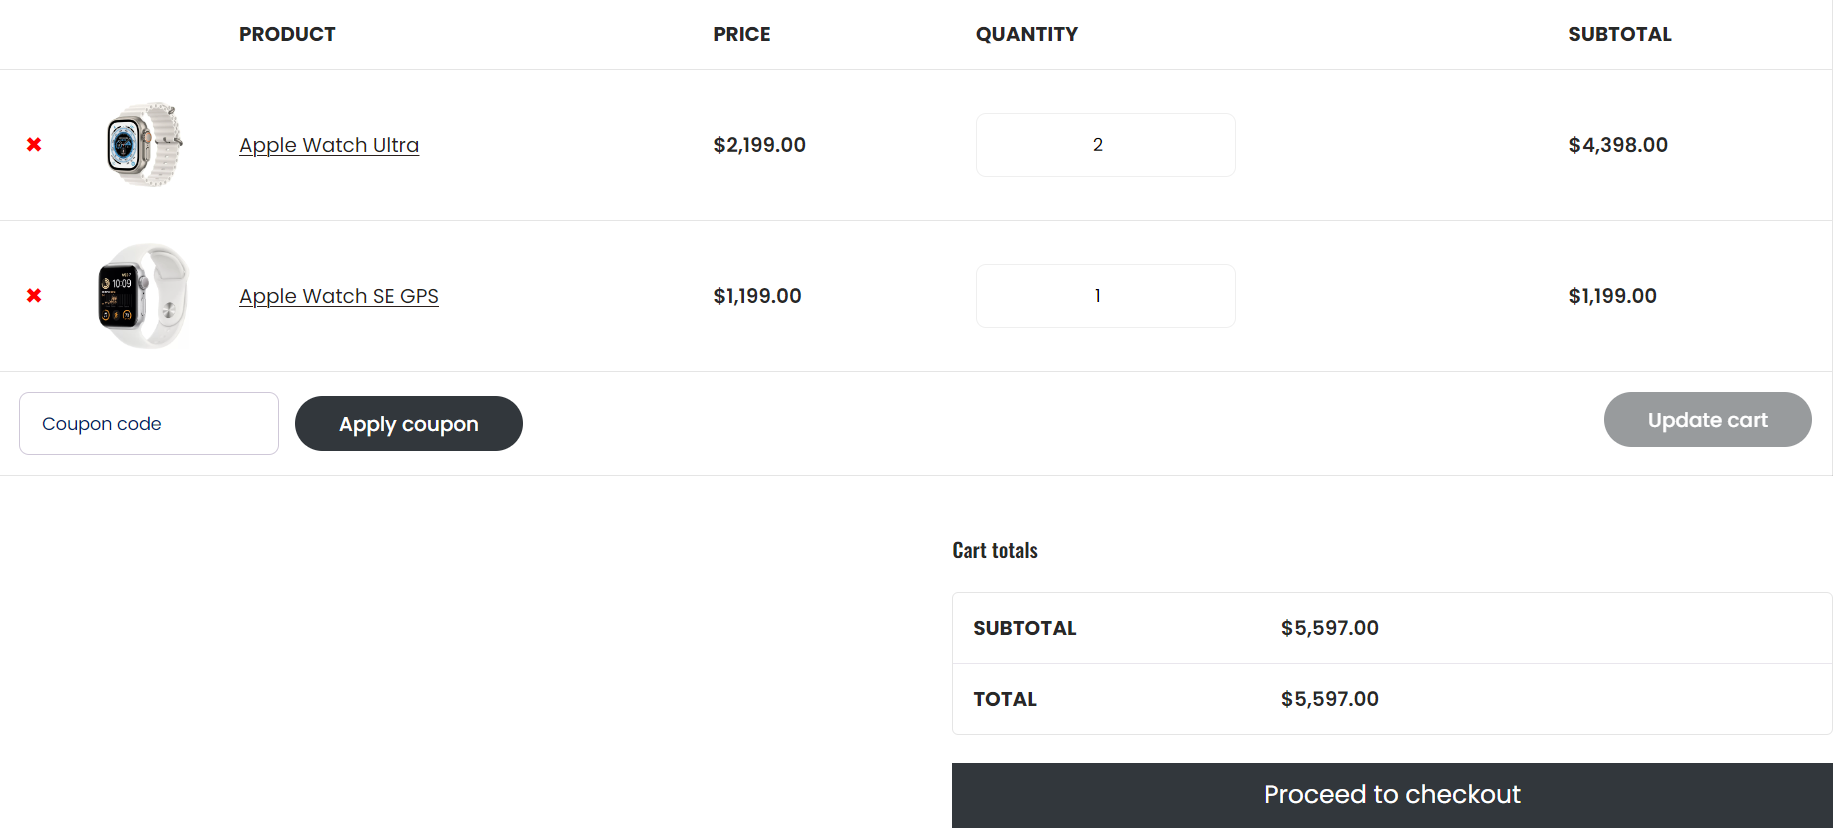 PRODUCT PRICE QUANTITY SUBTOTAL
Apple Watch Ultra $2,199.00 2 $4,398.00
10:09
Apple Watch SE GPS $1,199.00 1 $1,199.00
Coupon code Apply coupon Update cart
Cart totals
SUBTOTAL $5,597.00
TOTAL $5,597.00
Proceed to checkout